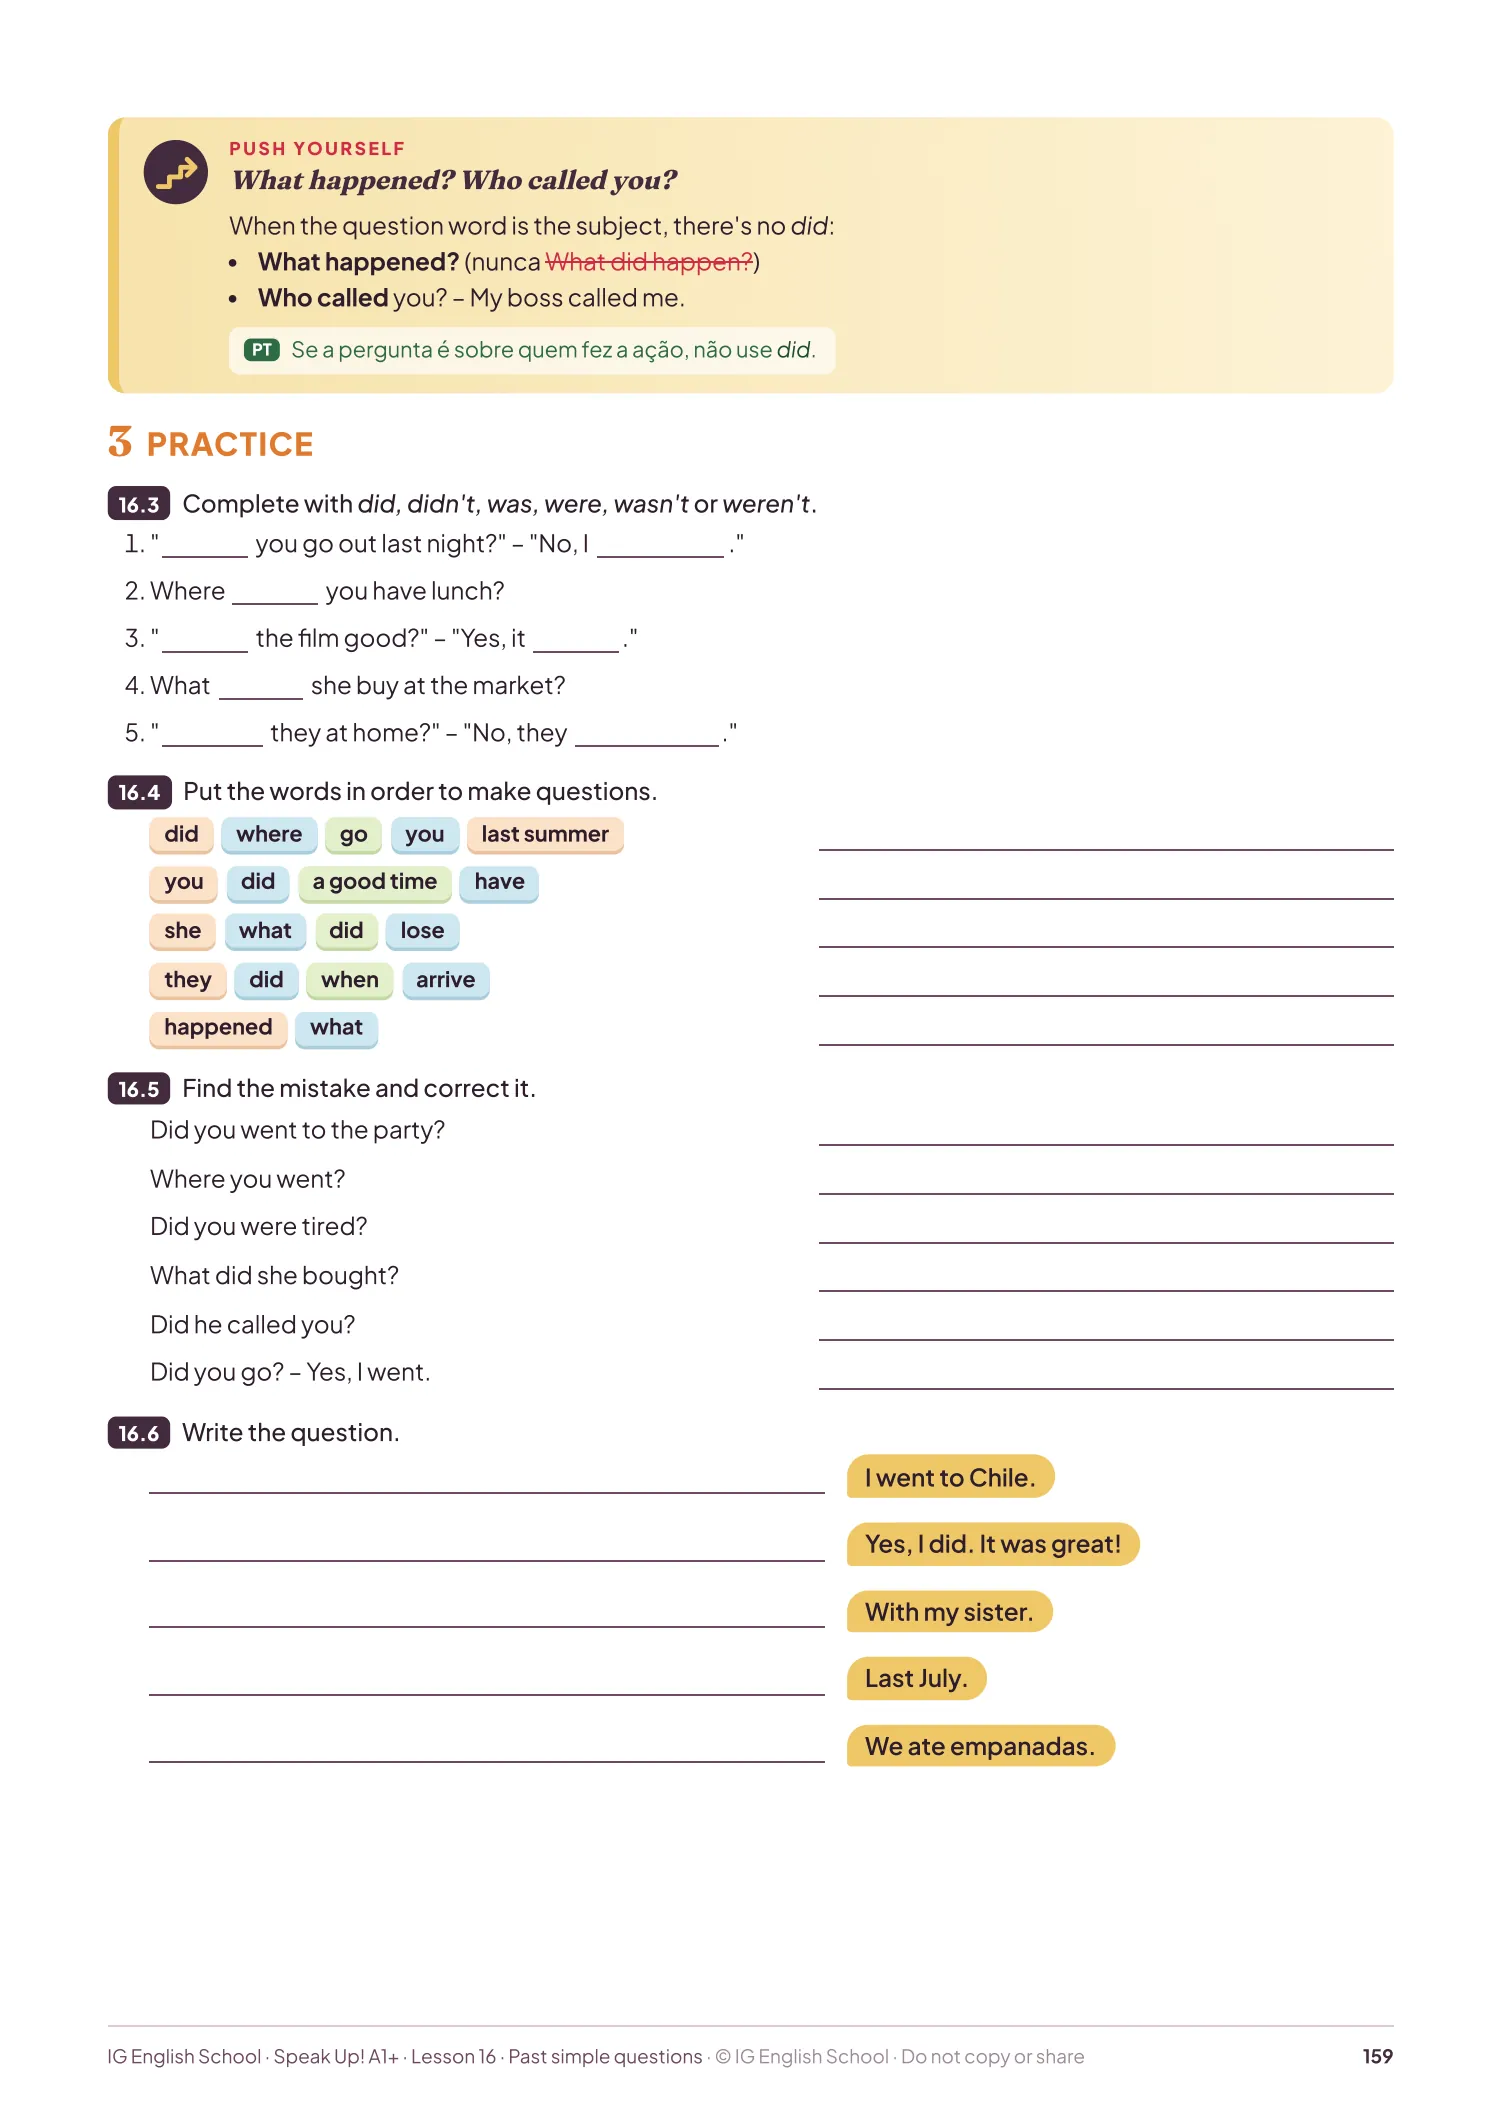 PUSH YOURSELF
What happened? Who called you?
When the question word is the subject, there's no did:
• What happened? (nunca What did happen?)
• Who called you? – My boss called me.
PT Se a pergunta é sobre quem fez a ação, não use did.
3 PRACTICE
16.3 Complete with did, didn't, was, were, wasn't or weren't.
1. "______ you go out last night?" – "No, I _________ ."
2. Where ______ you have lunch?
3. "______ the film good?" – "Yes, it ______."
4. What ______ she buy at the market?
5. "_______ they at home?" – "No, they __________."
16.4 Put the words in order to make questions.
did where go you last summer
you did a good time have
she what did lose
they did when arrive
happened what
16.5 Find the mistake and correct it.
Did you went to the party?
Where you went?
Did you were tired?
What did she bought?
Did he called you?
Did you go? – Yes, I went.
16.6 Write the question.
I went to Chile.
Yes, I did. It was great!
With my sister.
Last July.
We ate empanadas.
IG English School · Speak Up! A1+ · Lesson 16 · Past simple questions · © IG English School · Do not copy or share 159